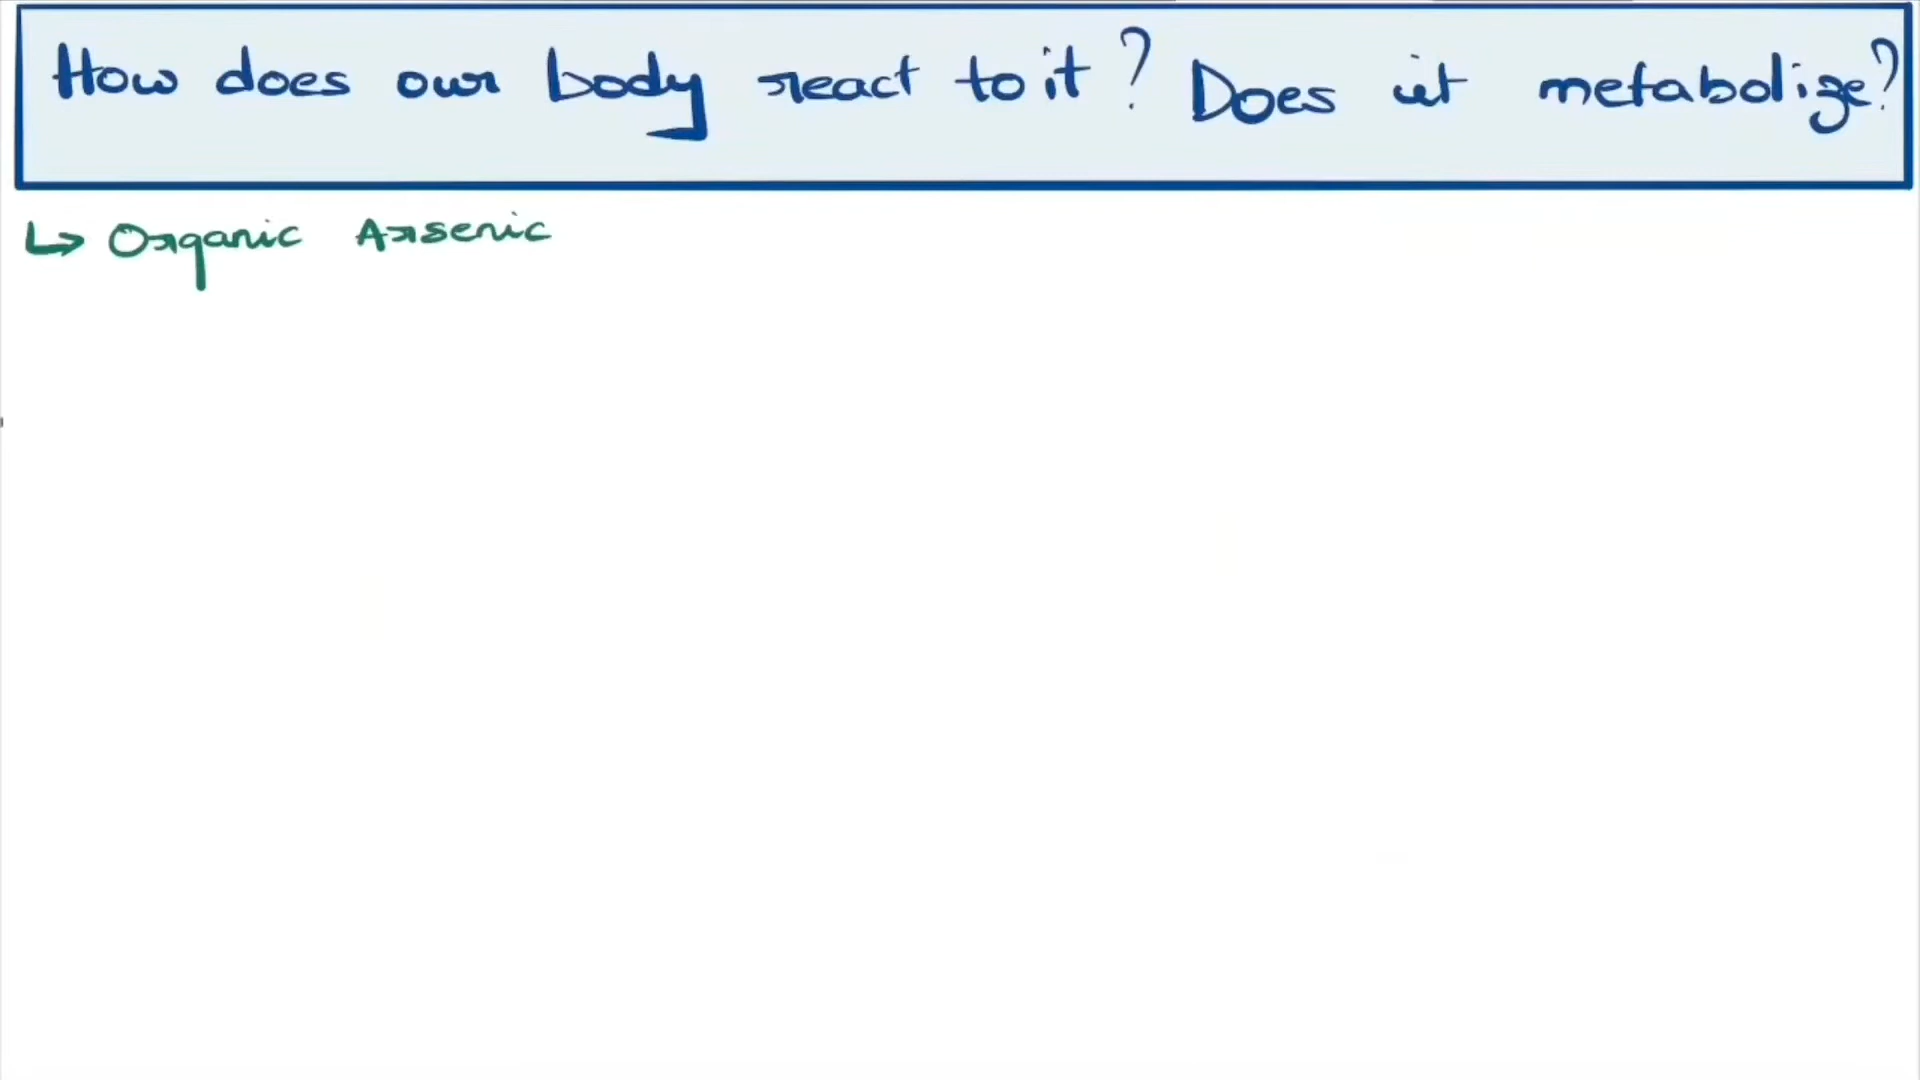 How does our body react to it? Does it metabolize?
↳ Organic Arsenic